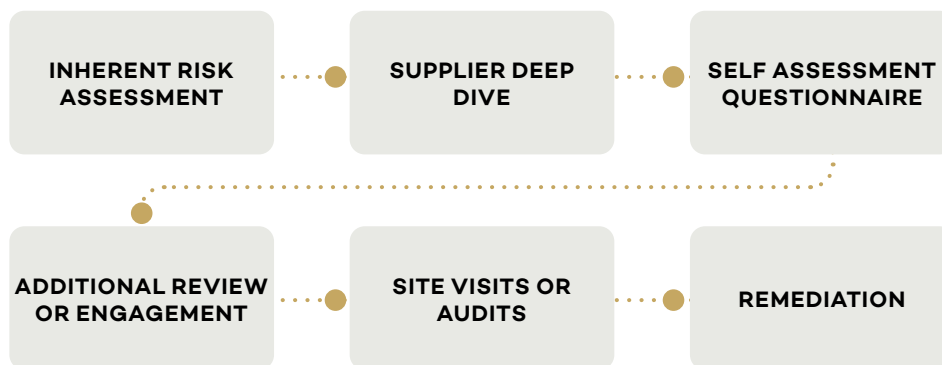 INHERENT RISK
ASSESSMENT
SUPPLIER DEEP
DIVE
SELF ASSESSMENT
QUESTIONNAIRE
ADDITIONAL REVIEW
OR ENGAGEMENT
SITE VISITS OR
AUDITS
REMEDIATION